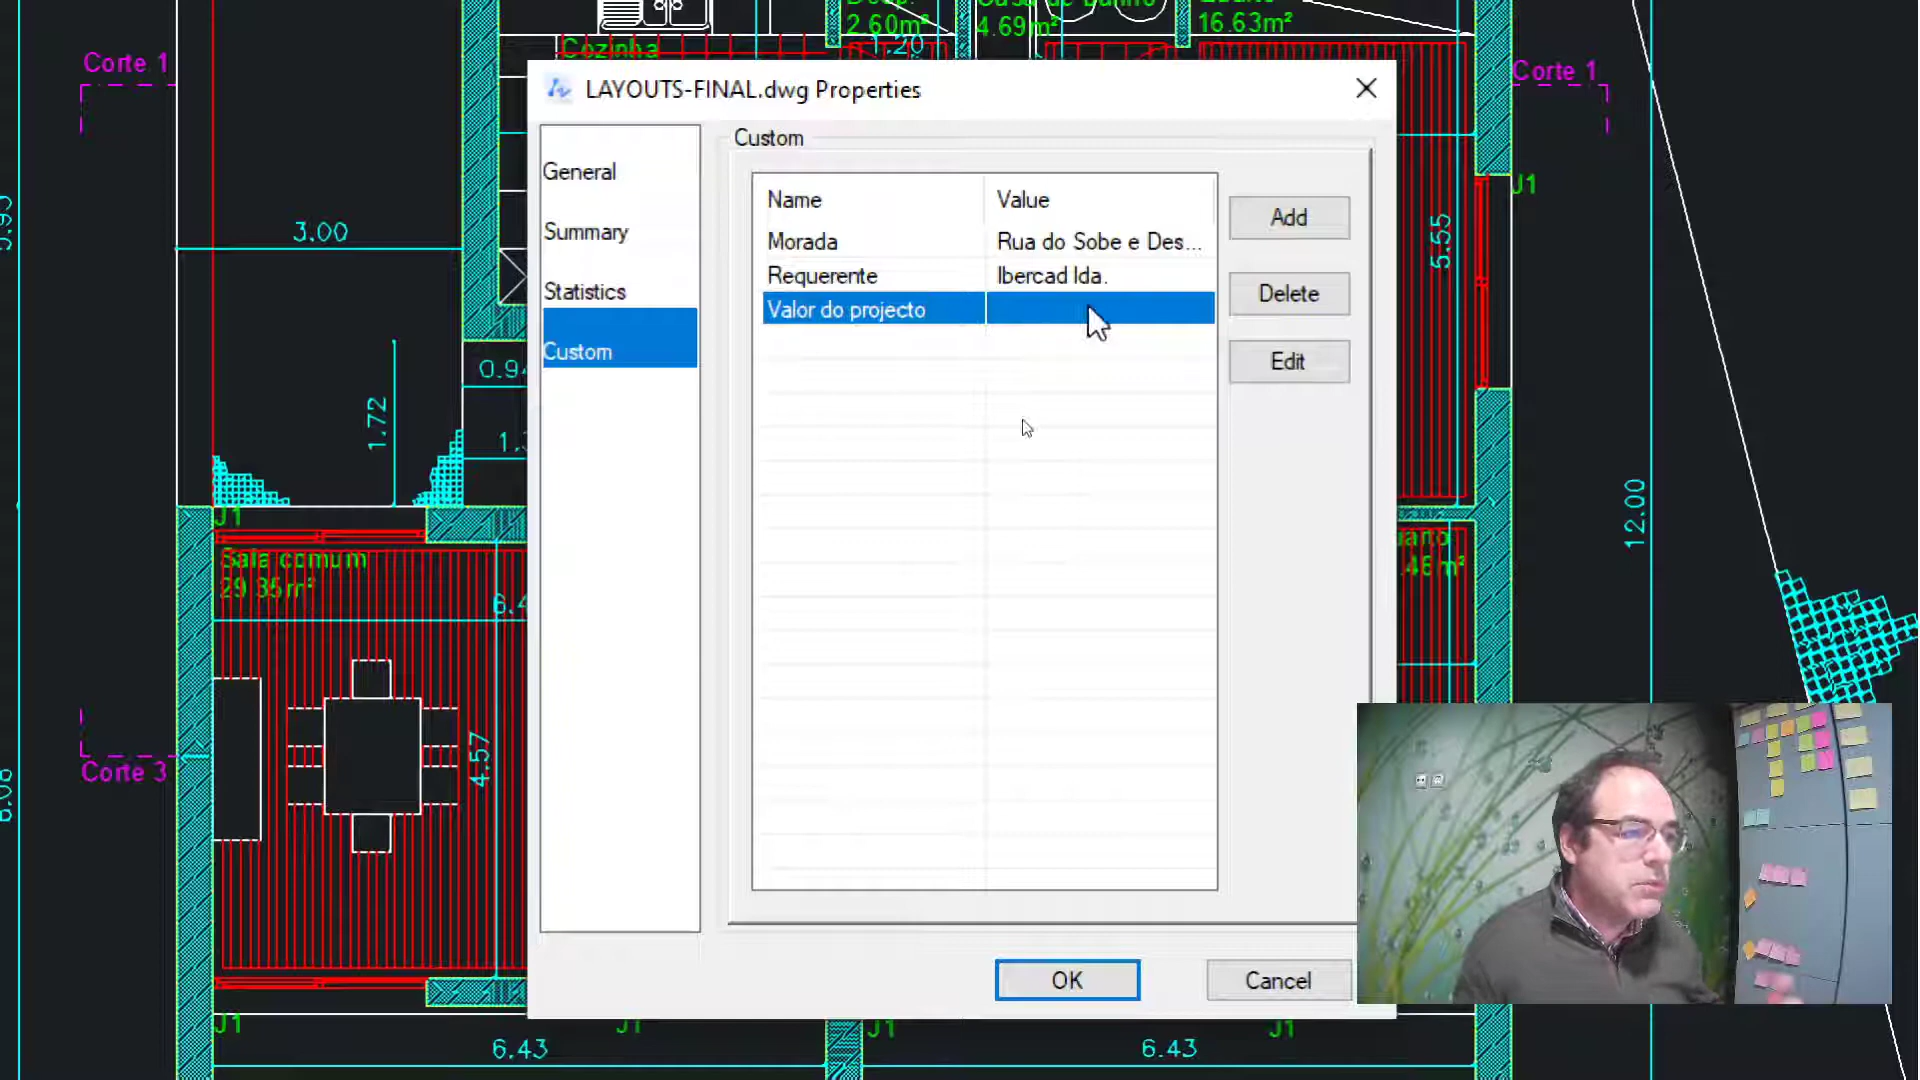 2.60m²
4.69m²
16.63m²
1.20
Cozinha
Corte 1
Corte 1
LAYOUTS-FINAL.dwg Properties
Custom
General
Name
Value
J1
Morada
Rua do Sobe e Des...
Add
Summary
3.00
5.55
Requerente
Ibercad lda.
Statistics
Delete
Valor do projecto
Custom
Edit
1.72
12.00
J1
Sala comum
29.35m²
4.57
Corte 3
OK
Cancel
J1
J1
J1
J1
6.43
6.43